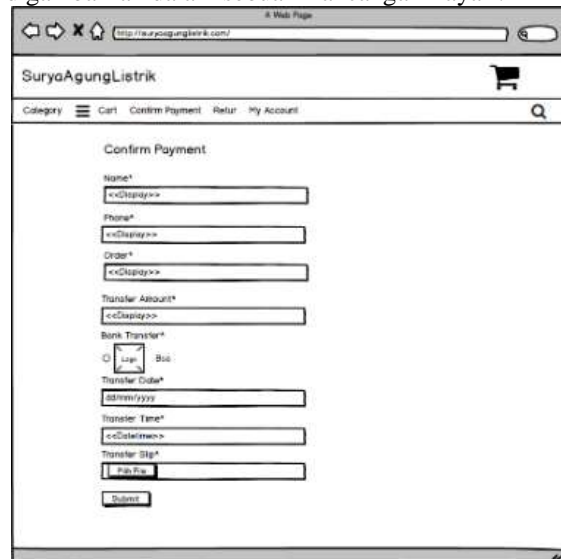 A Web Page
http://suryaagunglistrik.com/
SuryaAgungListrik
Category Cart Confirm Payment Retur My Account
Confirm Payment
Name*
<<Display>>
Phone*
<<Display>>
Order*
<<Display>>
Transfer Amount*
<<Display>>
Bank Transfer*
Logo
Transfer Date*
dd/mm/yyyy
Transfer Time*
<<Datetime>>
Transfer Slip*
Pilih File
Submit